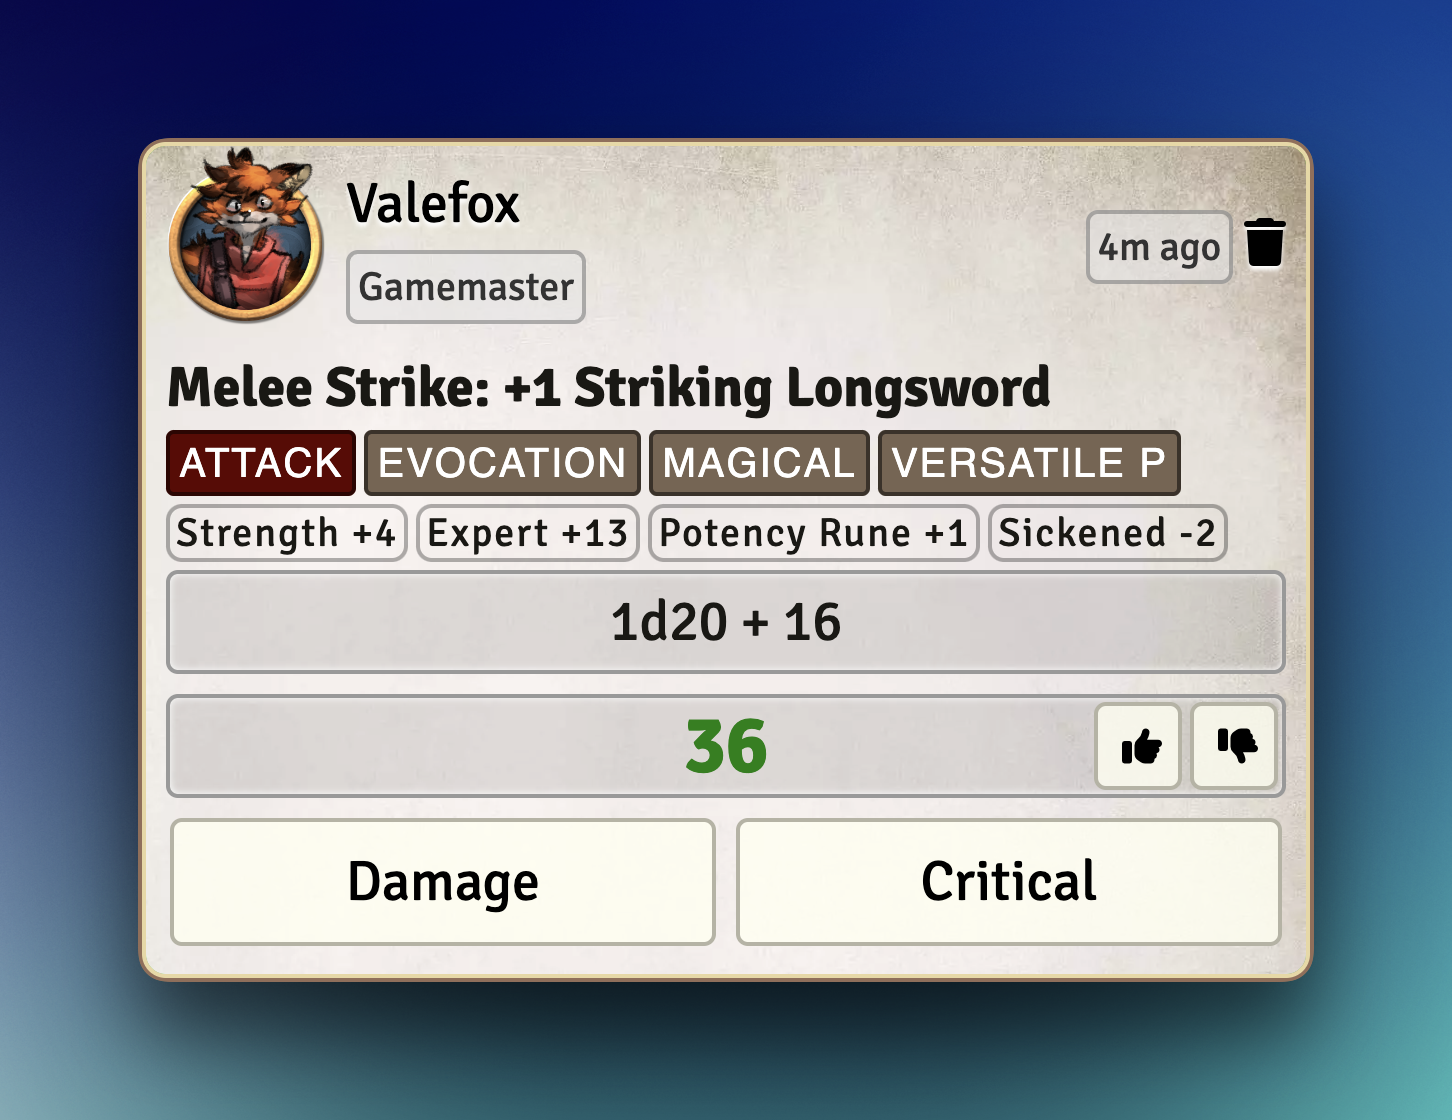 Valefox
Gamemaster
4m ago
Melee Strike: +1 Striking Longsword
ATTACK EVOCATION MAGICAL VERSATILE P
Strength +4 Expert +13 Potency Rune +1 Sickened -2
1d20 + 16
36
Damage Critical